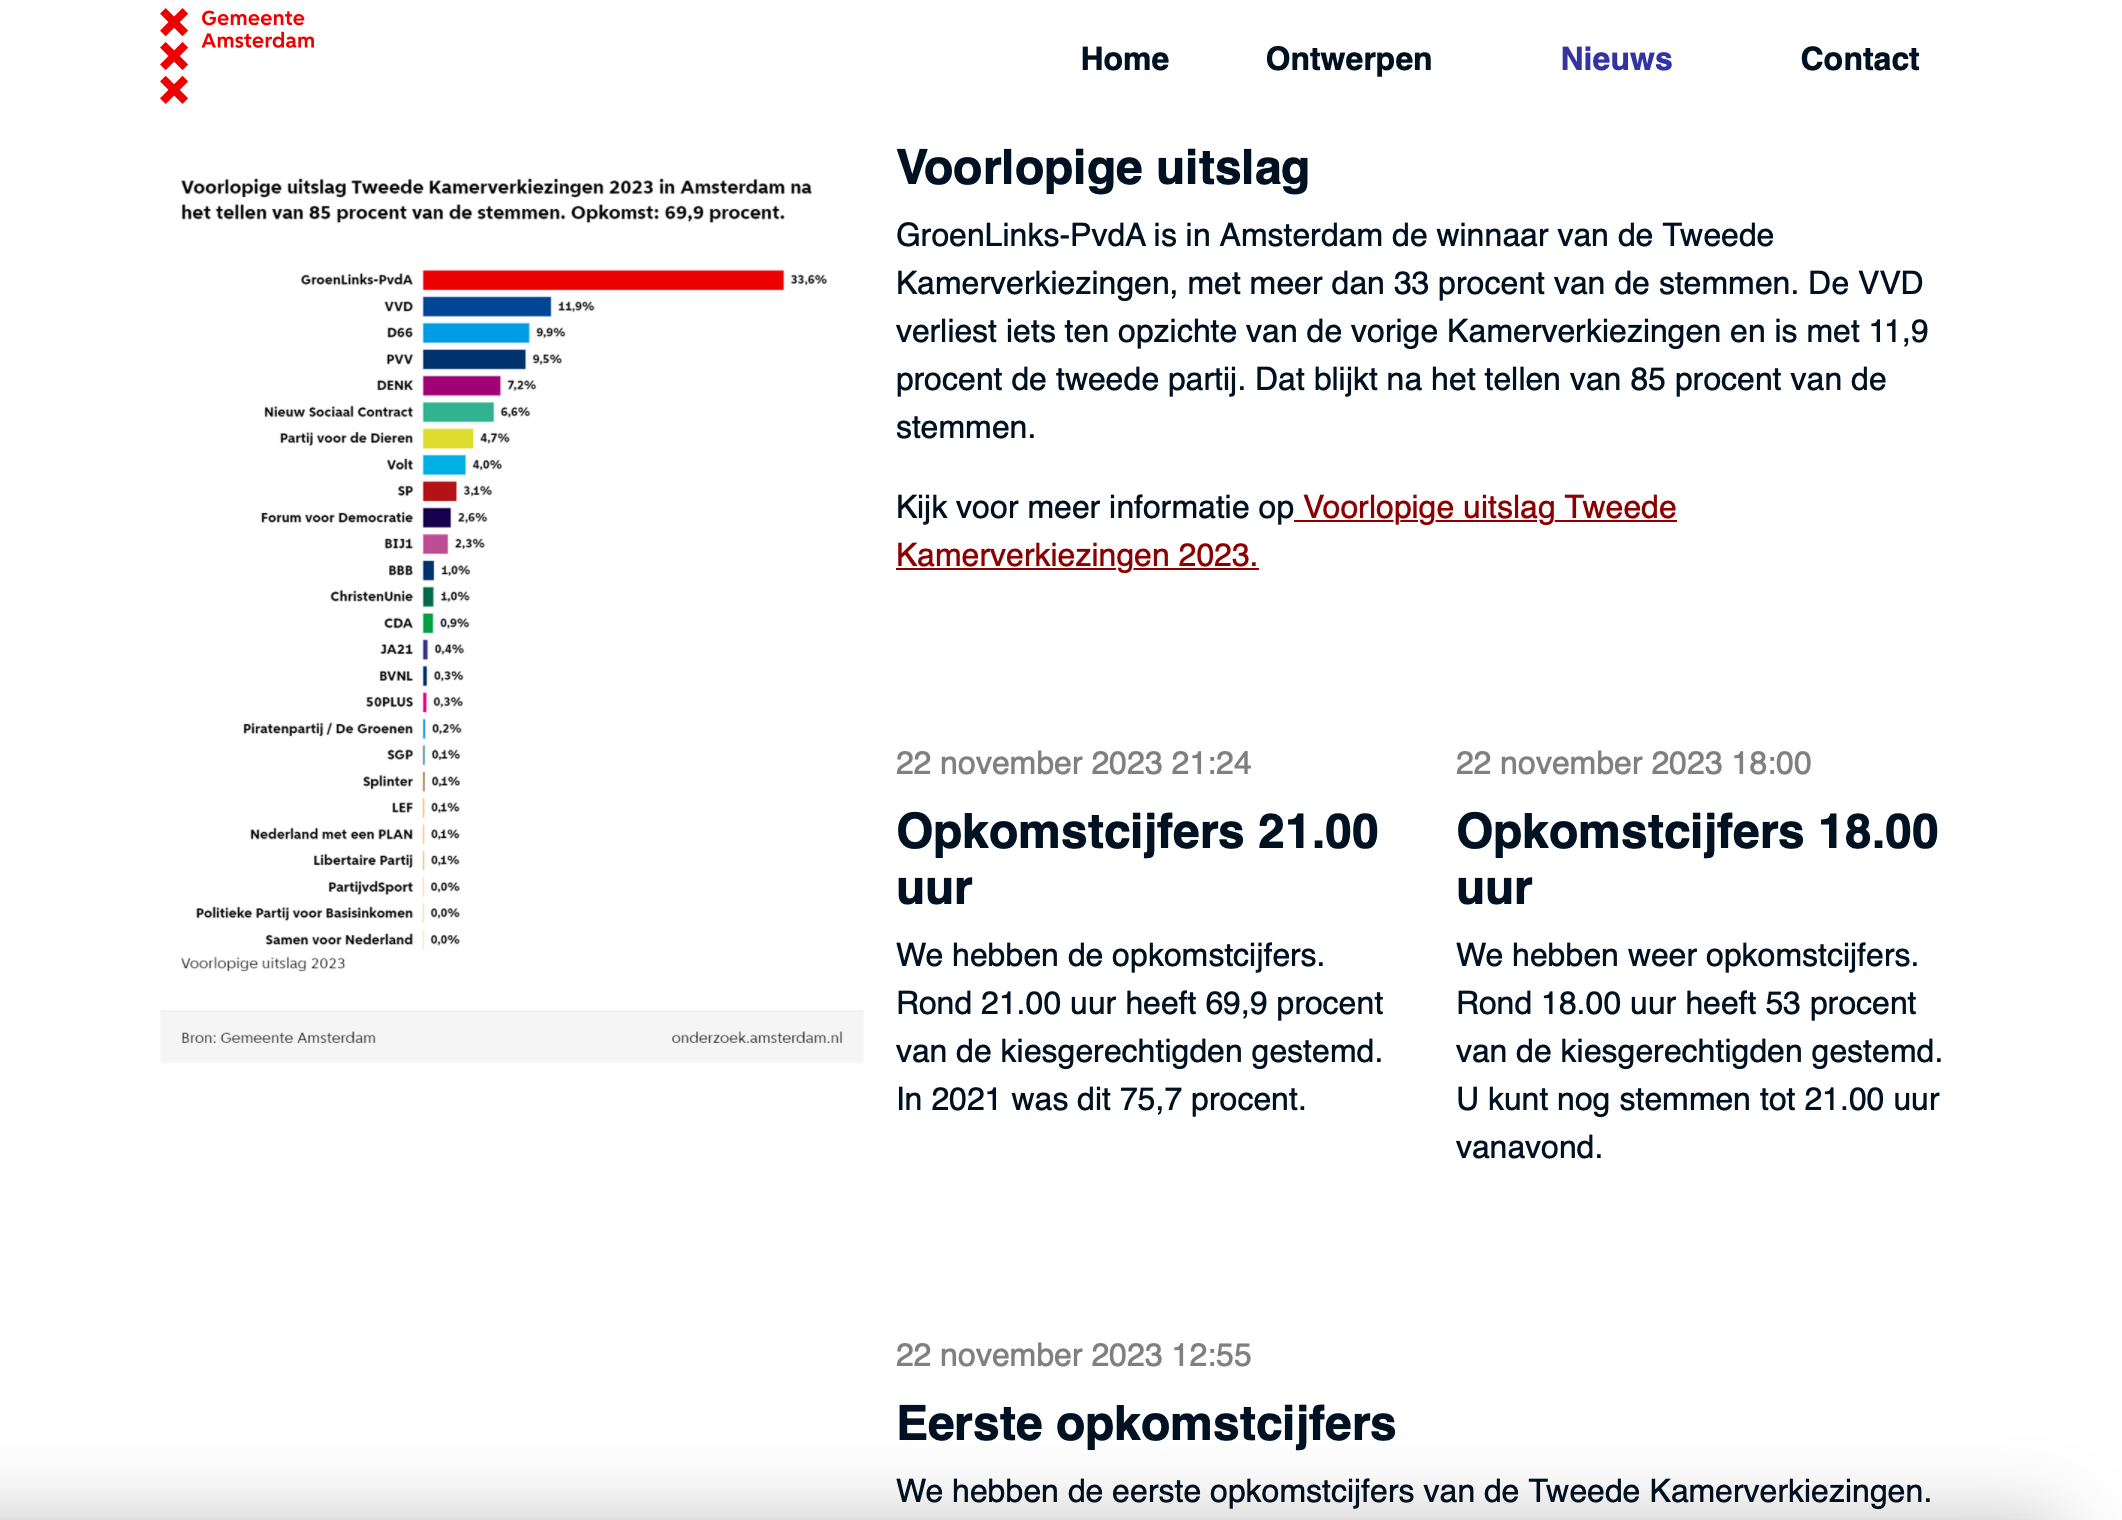 Gemeente
Amsterdam
Home Ontwerpen Nieuws Contact
Voorlopige uitslag Tweede Kamerverkiezingen 2023 in Amsterdam na
het tellen van 85 procent van de stemmen. Opkomst: 69,9 procent.
GroenLinks-PvdA 33,6%
VVD 11,9%
D66 9,9%
PVV 9,5%
DENK 7,2%
Nieuw Sociaal Contract 6,6%
Partij voor de Dieren 4,7%
Volt 4,0%
SP 3,1%
Forum voor Democratie 2,6%
BIJ1 2,3%
BBB 1,0%
ChristenUnie 1,0%
CDA 0,9%
JA21 0,4%
BVNL 0,3%
50PLUS 0,3%
Piratenpartij / De Groenen 0,2%
SGP 0,1%
Splinter 0,1%
LEF 0,1%
Nederland met een PLAN 0,1%
Libertaire Partij 0,1%
PartijvdSport 0,0%
Politieke Partij voor Basisinkomen 0,0%
Samen voor Nederland 0,0%
Voorlopige uitslag 2023
Bron: Gemeente Amsterdam onderzoek.amsterdam.nl
Voorlopige uitslag
GroenLinks-PvdA is in Amsterdam de winnaar van de Tweede
Kamerverkiezingen, met meer dan 33 procent van de stemmen. De VVD
verliest iets ten opzichte van de vorige Kamerverkiezingen en is met 11,9
procent de tweede partij. Dat blijkt na het tellen van 85 procent van de
stemmen.
Kijk voor meer informatie op Voorlopige uitslag Tweede
Kamerverkiezingen 2023.
22 november 2023 21:24
Opkomstcijfers 21.00
uur
We hebben de opkomstcijfers.
Rond 21.00 uur heeft 69,9 procent
van de kiesgerechtigden gestemd.
In 2021 was dit 75,7 procent.
22 november 2023 18:00
Opkomstcijfers 18.00
uur
We hebben weer opkomstcijfers.
Rond 18.00 uur heeft 53 procent
van de kiesgerechtigden gestemd.
U kunt nog stemmen tot 21.00 uur
vanavond.
22 november 2023 12:55
Eerste opkomstcijfers
We hebben de eerste opkomstcijfers van de Tweede Kamerverkiezingen.